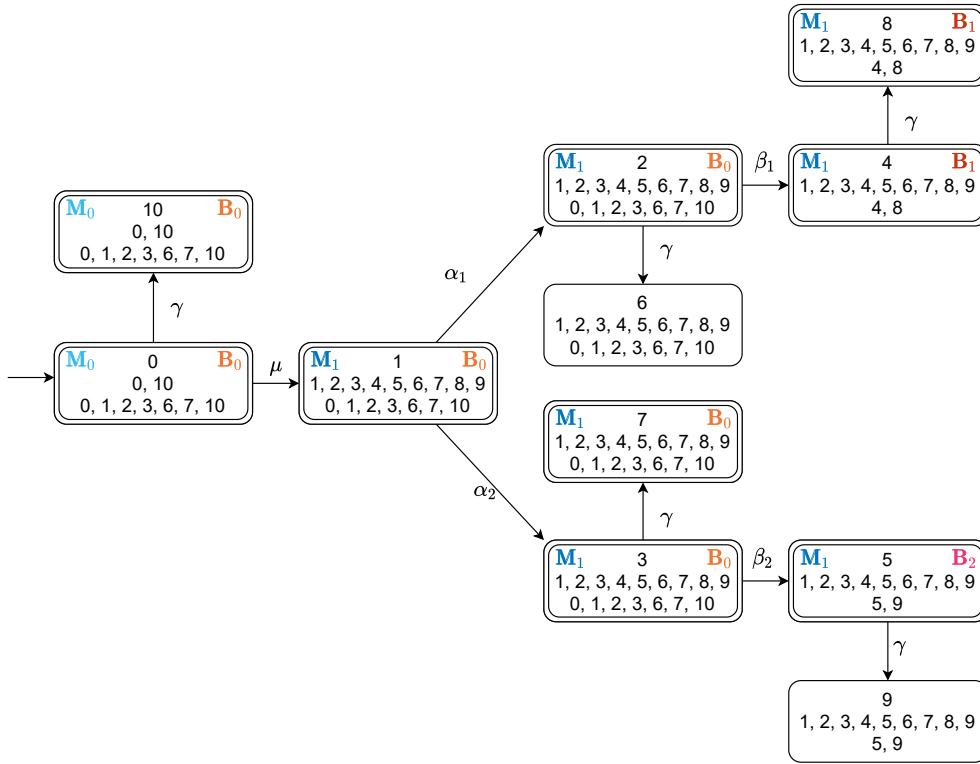 M₁ 8 B₁
1, 2, 3, 4, 5, 6, 7, 8, 9
4, 8
γ
M₁ 2 B₀
1, 2, 3, 4, 5, 6, 7, 8, 9
0, 1, 2, 3, 6, 7, 10
β₁
M₁ 4 B₁
1, 2, 3, 4, 5, 6, 7, 8, 9
4, 8
M₀ 10 B₀
0, 10
0, 1, 2, 3, 6, 7, 10
γ
α₁
γ
6
1, 2, 3, 4, 5, 6, 7, 8, 9
0, 1, 2, 3, 6, 7, 10
M₀ 0 B₀
0, 10
0, 1, 2, 3, 6, 7, 10
μ
M₁ 1 B₀
1, 2, 3, 4, 5, 6, 7, 8, 9
0, 1, 2, 3, 6, 7, 10
M₁ 7 B₀
1, 2, 3, 4, 5, 6, 7, 8, 9
0, 1, 2, 3, 6, 7, 10
α₂
γ
M₁ 3 B₀
1, 2, 3, 4, 5, 6, 7, 8, 9
0, 1, 2, 3, 6, 7, 10
β₂
M₁ 5 B₂
1, 2, 3, 4, 5, 6, 7, 8, 9
5, 9
γ
9
1, 2, 3, 4, 5, 6, 7, 8, 9
5, 9